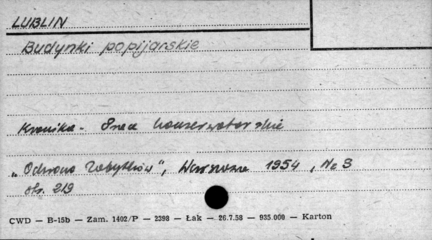 LUBLIN
Budynki popijarskie
Kronika - Prace konserwatorskie
„Ochrona Zabytków", Warszawa 1954, No 3
str. 219
CWD — B-15b — Zam. 1402/P — 2398 — Łak — 26.7.58 — 935.000 — Karton